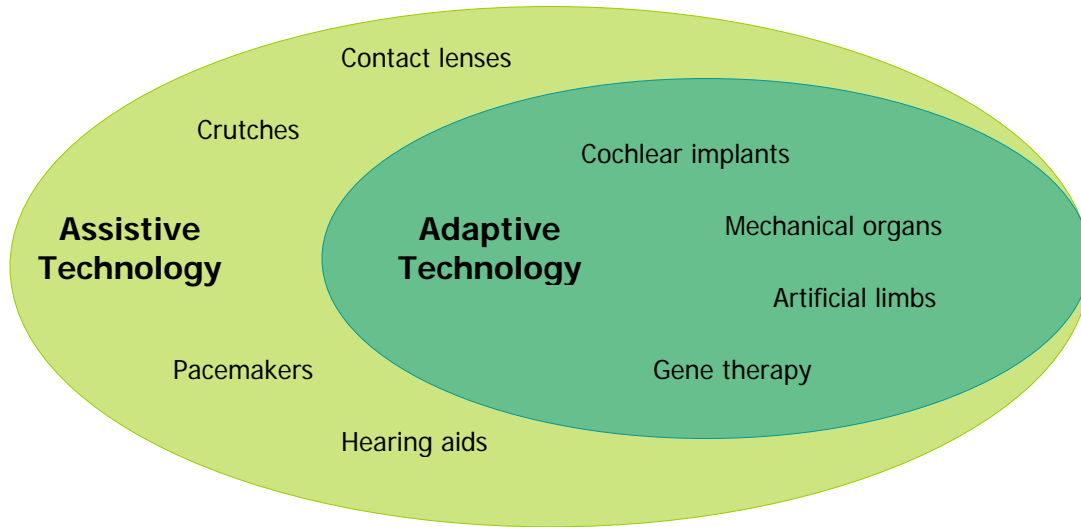 Contact lenses
Crutches
Cochlear implants
Assistive
Technology
Adaptive
Technology
Mechanical organs
Artificial limbs
Pacemakers
Gene therapy
Hearing aids